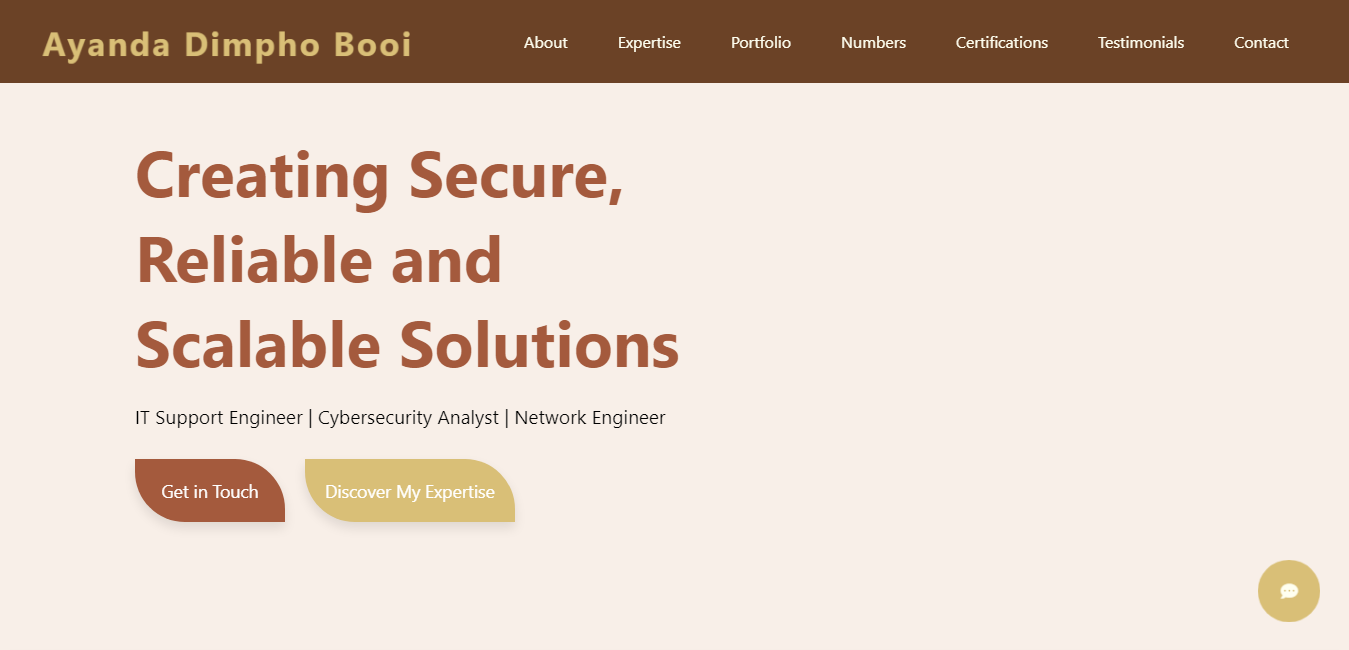 Ayanda Dimpho Booi
About Expertise Portfolio Numbers Certifications Testimonials Contact
Creating Secure,
Reliable and
Scalable Solutions
IT Support Engineer | Cybersecurity Analyst | Network Engineer
Get in Touch
Discover My Expertise